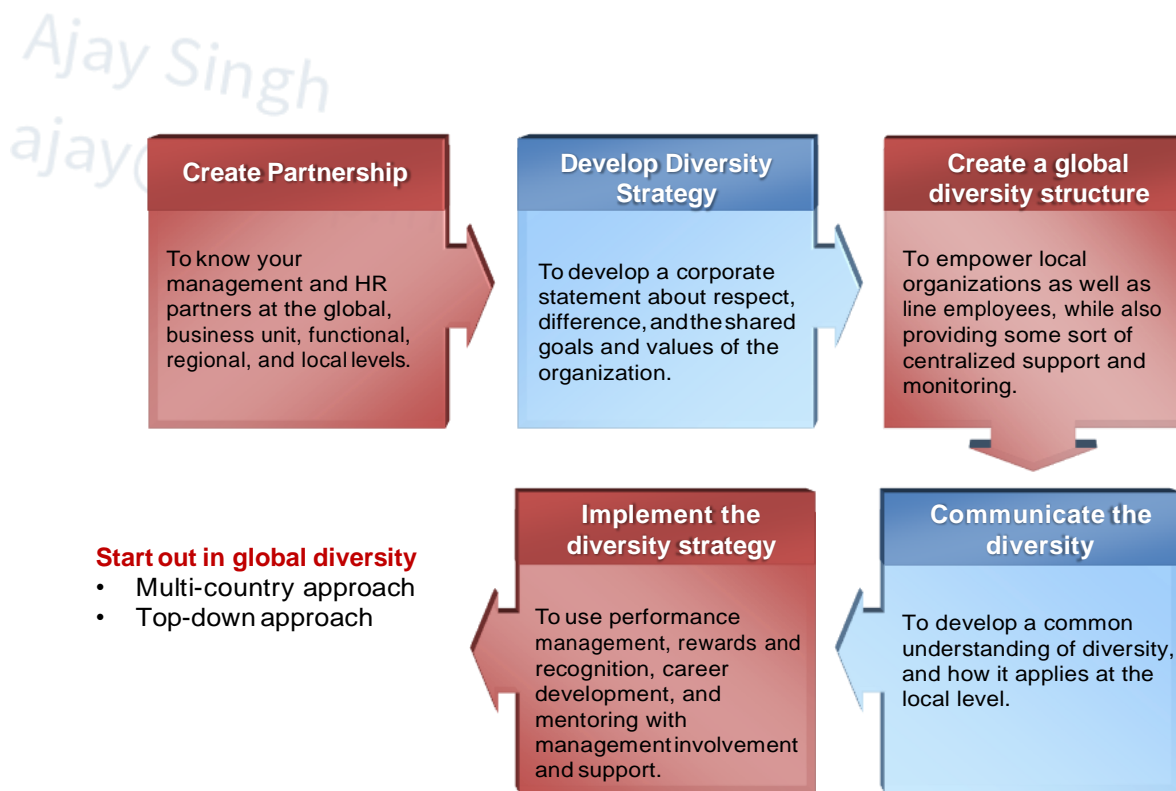 Ajay Singh
ajay@
Create Partnership
To know your
management and HR
partners at the global,
business unit, functional,
regional, and local levels.
Develop Diversity
Strategy
To develop a corporate
statement about respect,
difference, and the shared
goals and values of the
organization.
Create a global
diversity structure
To empower local
organizations as well as
line employees, while also
providing some sort of
centralized support and
monitoring.
Communicate the
diversity
To develop a common
understanding of diversity,
and how it applies at the
local level.
Implement the
diversity strategy
To use performance
management, rewards and
recognition, career
development, and
mentoring with
management involvement
and support.
Start out in global diversity
• Multi-country approach
• Top-down approach